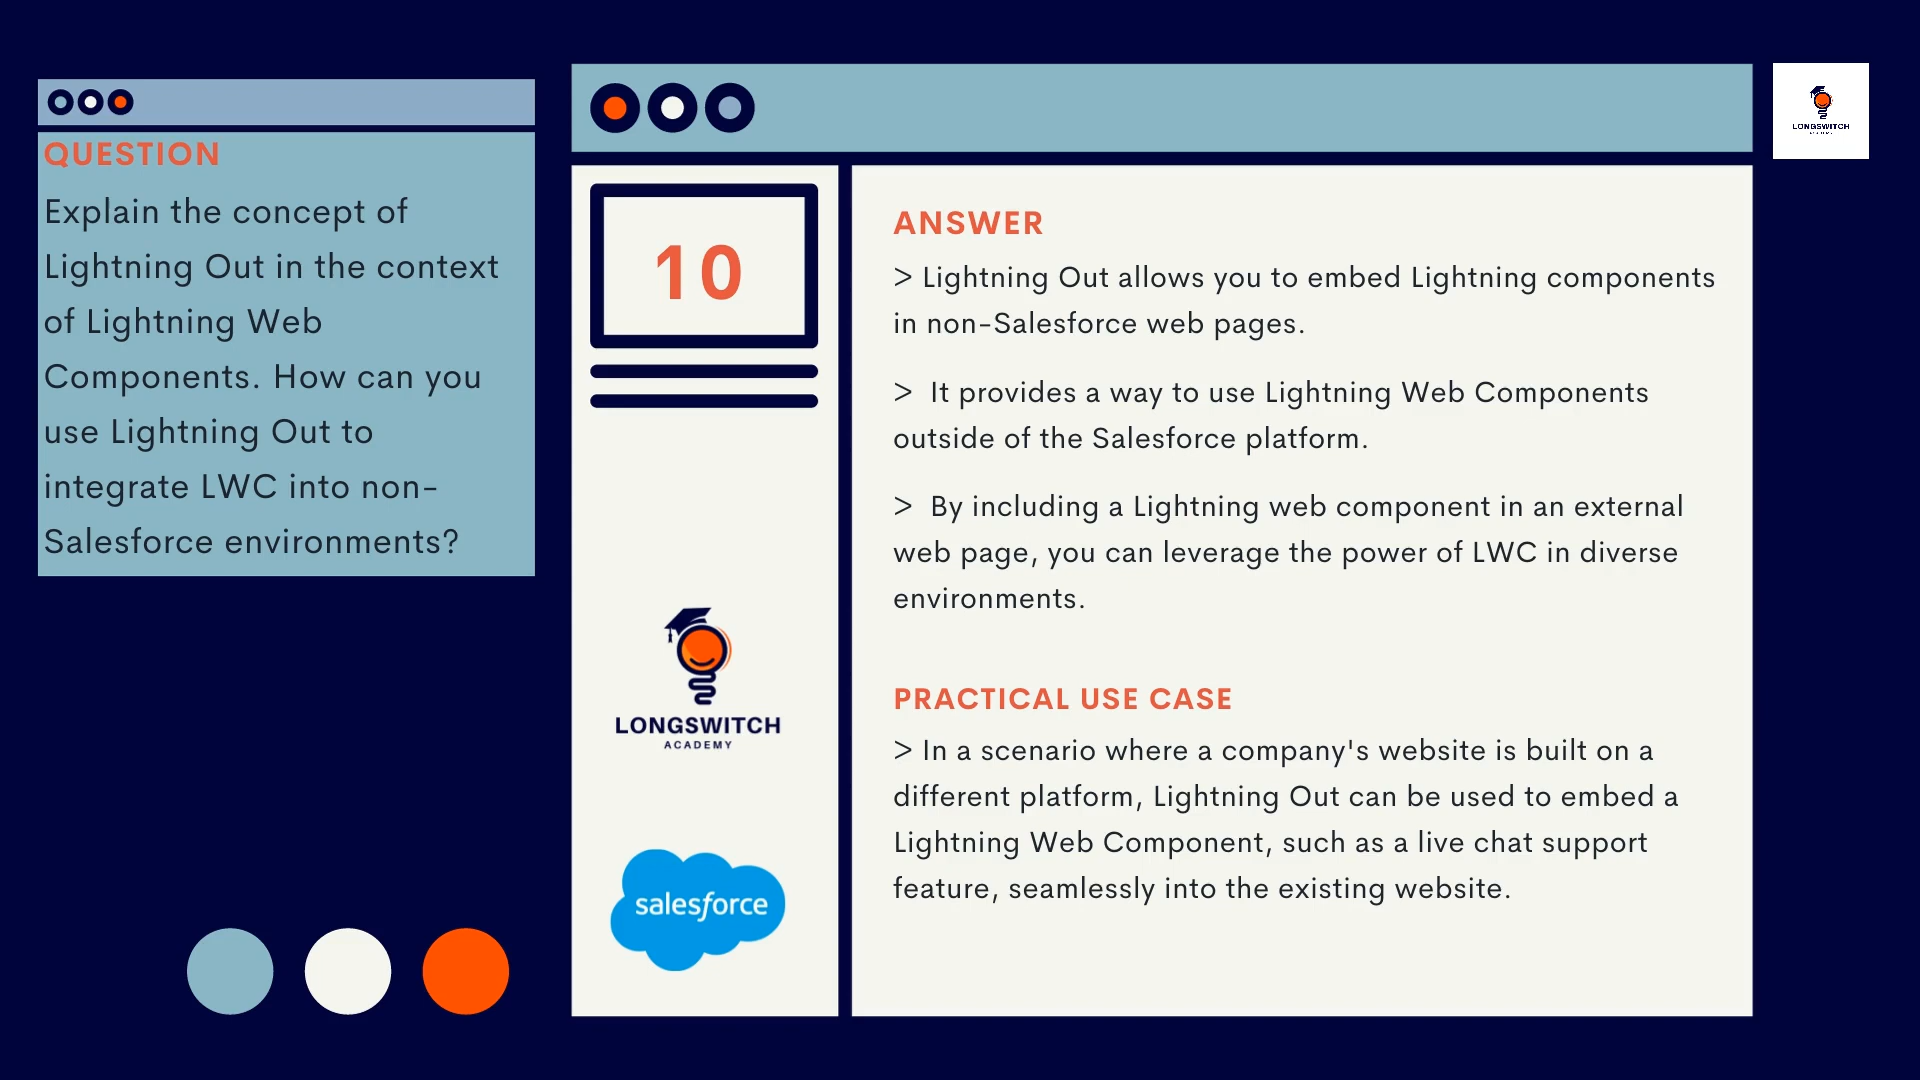 QUESTION
Explain the concept of
Lightning Out in the context
of Lightning Web
Components. How can you
use Lightning Out to
integrate LWC into non-
Salesforce environments?
10
LONGSWITCH
ACADEMY
salesforce
ANSWER
> Lightning Out allows you to embed Lightning components
in non-Salesforce web pages.
>  It provides a way to use Lightning Web Components
outside of the Salesforce platform.
>  By including a Lightning web component in an external
web page, you can leverage the power of LWC in diverse
environments.
PRACTICAL USE CASE
> In a scenario where a company's website is built on a
different platform, Lightning Out can be used to embed a
Lightning Web Component, such as a live chat support
feature, seamlessly into the existing website.
LONGSWITCH